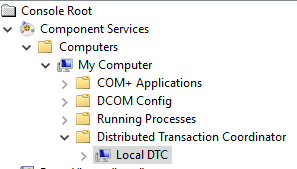 Console Root
Component Services
Computers
My Computer
COM+ Applications
DCOM Config
Running Processes
Distributed Transaction Coordinator
Local DTC